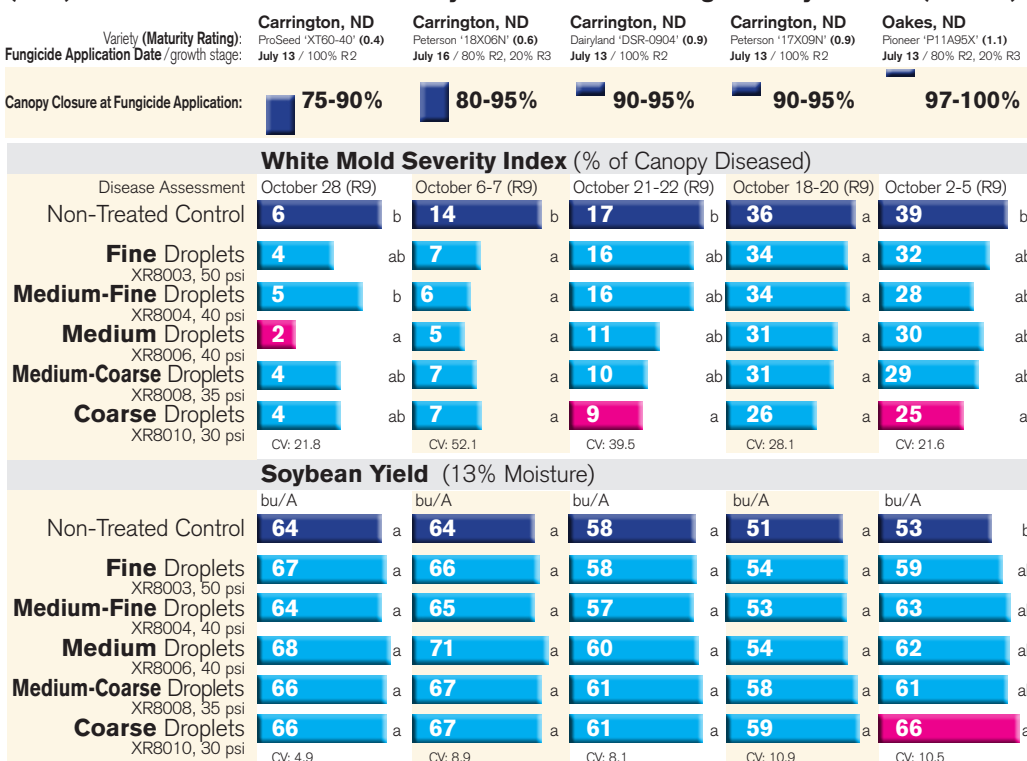 Carrington, ND Carrington, ND Carrington, ND Carrington, ND Oakes, ND
Variety (Maturity Rating): ProSeed 'XT60-40' (0.4) Peterson '18X06N' (0.6) Dairyland 'DSR-0904' (0.9) Peterson '17X09N' (0.9) Pioneer 'P11A95X' (1.1)
Fungicide Application Date / growth stage: July 13 / 100% R2 July 16 / 80% R2, 20% R3 July 13 / 100% R2 July 13 / 100% R2 July 13 / 80% R2, 20% R3
Canopy Closure at Fungicide Application: 75-90% 80-95% 90-95% 90-95% 97-100%
White Mold Severity Index (% of Canopy Diseased)
Disease Assessment October 28 (R9) October 6-7 (R9) October 21-22 (R9) October 18-20 (R9) October 2-5 (R9)
Non-Treated Control 6 b 14 b 17 b 36 a 39 b
Fine Droplets 4 ab 7 a 16 ab 34 a 32 ab
XR8003, 50 psi
Medium-Fine Droplets 5 b 6 a 16 ab 34 a 28 ab
XR8004, 40 psi
Medium Droplets 2 a 5 a 11 ab 31 a 30 ab
XR8006, 40 psi
Medium-Coarse Droplets 4 ab 7 a 10 ab 31 a 29 ab
XR8008, 35 psi
Coarse Droplets 4 ab 7 a 9 a 26 a 25 a
XR8010, 30 psi
CV: 21.8 CV: 52.1 CV: 39.5 CV: 28.1 CV: 21.6
Soybean Yield (13% Moisture)
bu/A bu/A bu/A bu/A bu/A
Non-Treated Control 64 a 64 a 58 a 51 a 53 b
Fine Droplets 67 a 66 a 58 a 54 a 59 ab
XR8003, 50 psi
Medium-Fine Droplets 64 a 65 a 57 a 53 a 63 ab
XR8004, 40 psi
Medium Droplets 68 a 71 a 60 a 54 a 62 ab
XR8006, 40 psi
Medium-Coarse Droplets 66 a 67 a 61 a 58 a 61 ab
XR8008, 35 psi
Coarse Droplets 66 a 67 a 61 a 59 a 66 a
XR8010, 30 psi
CV: 4.9 CV: 8.9 CV: 8.1 CV: 10.9 CV: 10.5